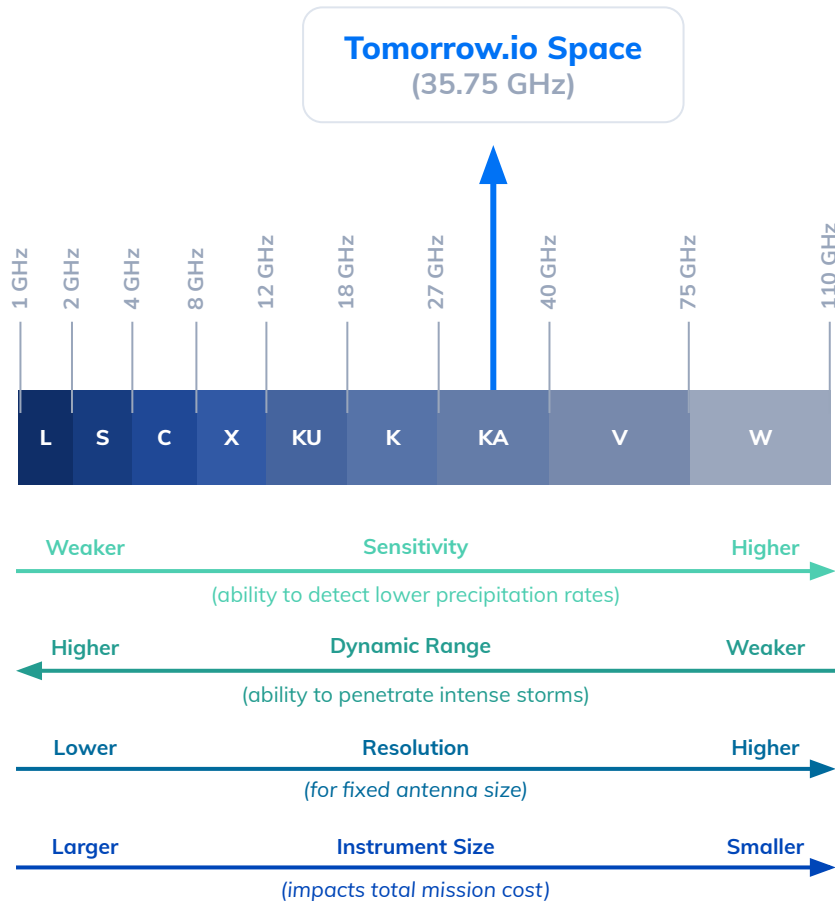 Tomorrow.io Space
(35.75 GHz)
1 GHz
2 GHz
4 GHz
8 GHz
12 GHz
18 GHz
27 GHz
40 GHz
75 GHz
110 GHz
L
S
C
X
KU
K
KA
V
W
Weaker Sensitivity Higher
(ability to detect lower precipitation rates)
Higher Dynamic Range Weaker
(ability to penetrate intense storms)
Lower Resolution Higher
(for fixed antenna size)
Larger Instrument Size Smaller
(impacts total mission cost)